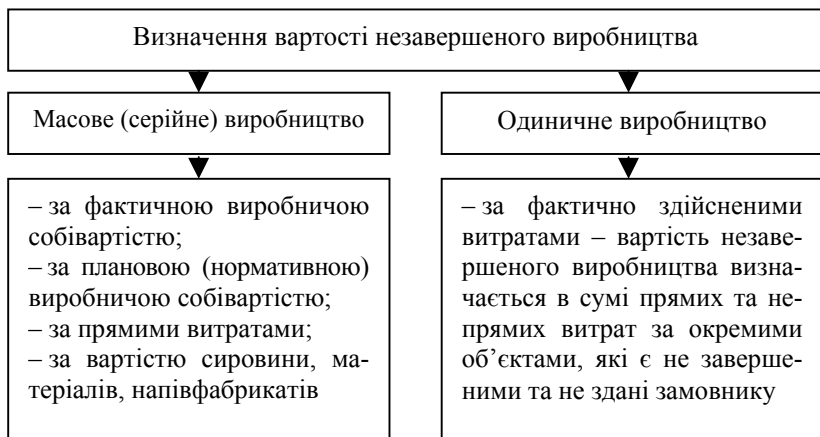 Визначення вартості незавершеного виробництва
Масове (серійне) виробництво
Одиничне виробництво
– за фактичною виробничою
собівартістю;
– за плановою (нормативною)
виробничою собівартістю;
– за прямими витратами;
– за вартістю сировини, ма-
теріалів, напівфабрикатів
– за фактично здійсненими
витратами – вартість незаве-
ршеного виробництва визна-
чається в сумі прямих та не-
прямих витрат за окремими
об’єктами, які є не заверше-
ними та не здані замовнику